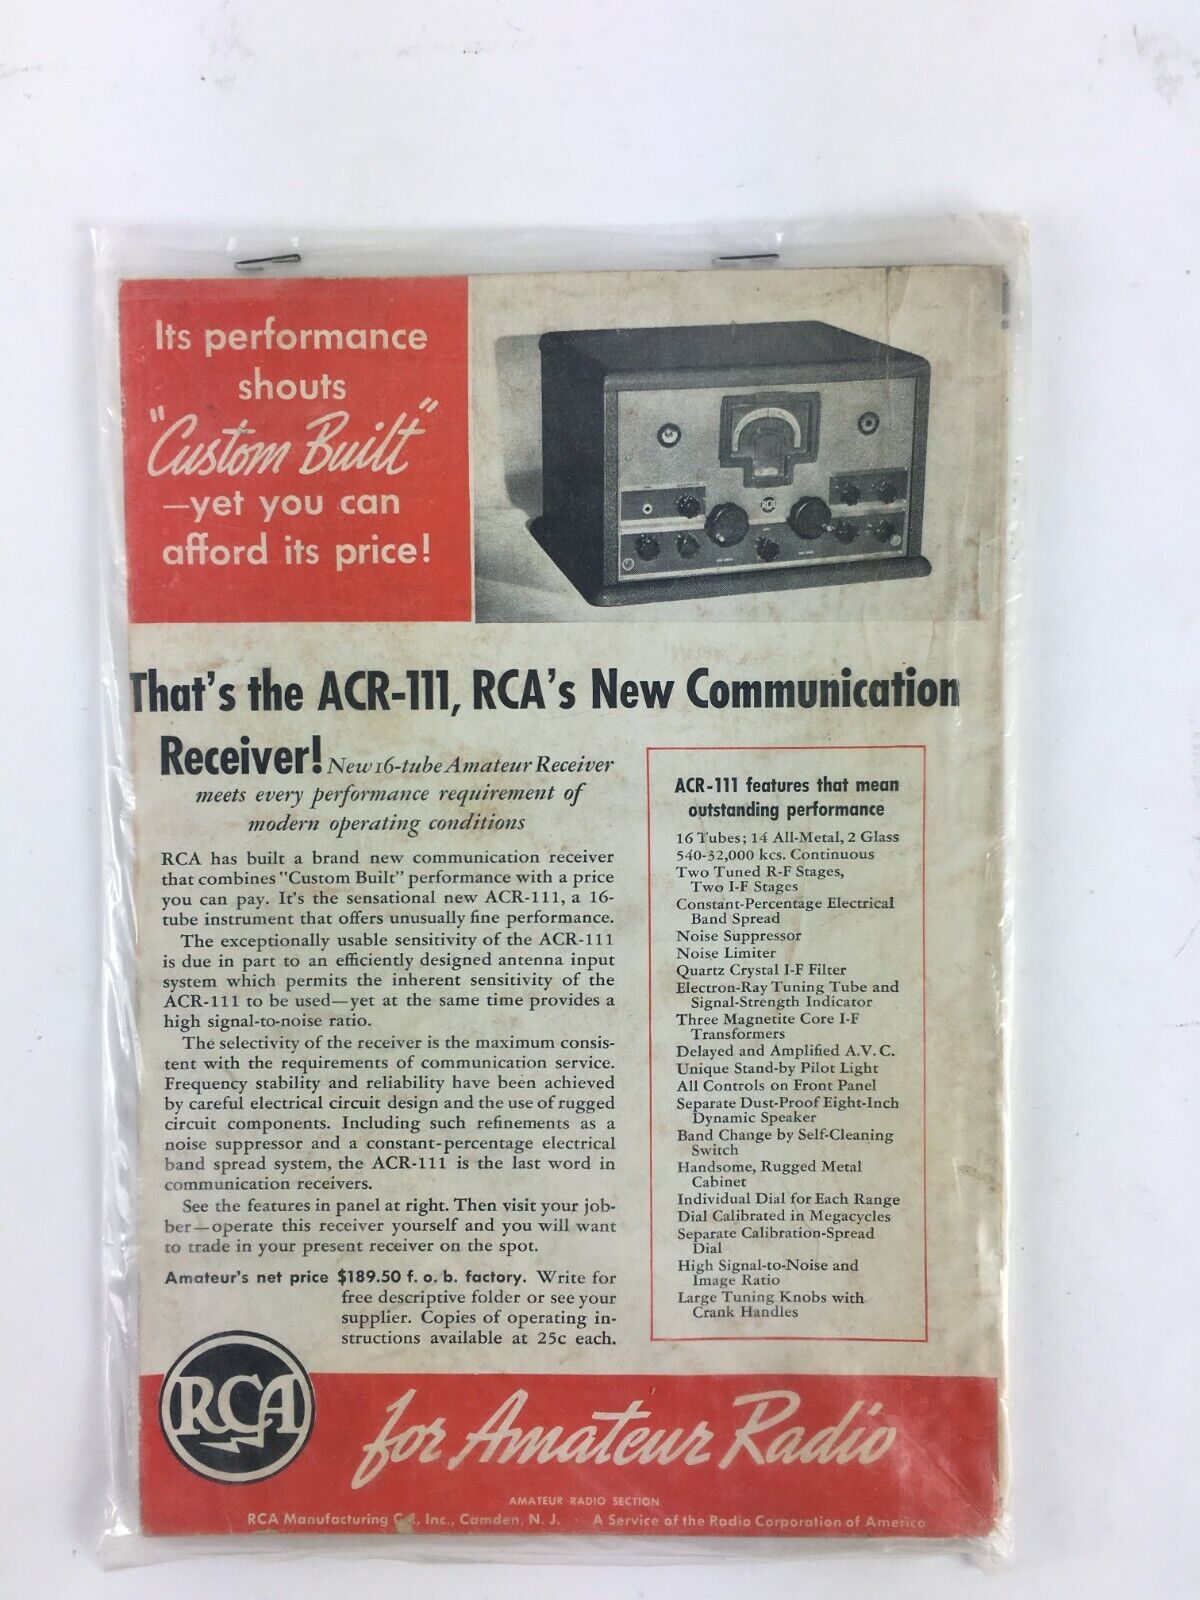 Its performance
shouts
"Custom Built"
—yet you can
afford its price!
RCA
That's the ACR-111, RCA's New Communication
Receiver! New 16-tube Amateur Receiver
meets every performance requirement of
modern operating conditions
RCA has built a brand new communication receiver
that combines "Custom Built" performance with a price
you can pay. It's the sensational new ACR-111, a 16-
tube instrument that offers unusually fine performance.
The exceptionally usable sensitivity of the ACR-111
is due in part to an efficiently designed antenna input
system which permits the inherent sensitivity of the
ACR-111 to be used—yet at the same time provides a
high signal-to-noise ratio.
The selectivity of the receiver is the maximum consis-
tent with the requirements of communication service.
Frequency stability and reliability have been achieved
by careful electrical circuit design and the use of rugged
circuit components. Including such refinements as a
noise suppressor and a constant-percentage electrical
band spread system, the ACR-111 is the last word in
communication receivers.
See the features in panel at right. Then visit your job-
ber—operate this receiver yourself and you will want
to trade in your present receiver on the spot.
Amateur's net price $189.50 f. o. b. factory. Write for
free descriptive folder or see your
supplier. Copies of operating in-
structions available at 25c each.
ACR-111 features that mean
outstanding performance
16 Tubes; 14 All-Metal, 2 Glass
540-32,000 kcs. Continuous
Two Tuned R-F Stages,
Two I-F Stages
Constant-Percentage Electrical
Band Spread
Noise Suppressor
Noise Limiter
Quartz Crystal I-F Filter
Electron-Ray Tuning Tube and
Signal-Strength Indicator
Three Magnetite Core I-F
Transformers
Delayed and Amplified A.V.C.
Unique Stand-by Pilot Light
All Controls on Front Panel
Separate Dust-Proof Eight-Inch
Dynamic Speaker
Band Change by Self-Cleaning
Switch
Handsome, Rugged Metal
Cabinet
Individual Dial for Each Range
Dial Calibrated in Megacycles
Separate Calibration-Spread
Dial
High Signal-to-Noise and
Image Ratio
Large Tuning Knobs with
Crank Handles
RCA
for Amateur Radio
AMATEUR RADIO SECTION
RCA Manufacturing Co., Inc., Camden, N. J. · A Service of the Radio Corporation of America